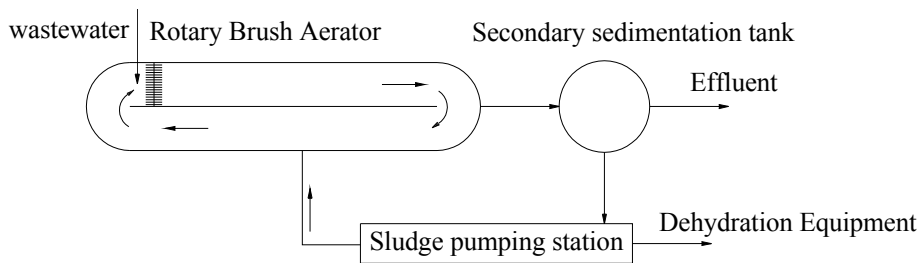 wastewater
Rotary Brush Aerator
Secondary sedimentation tank
Effluent
Sludge pumping station
Dehydration Equipment